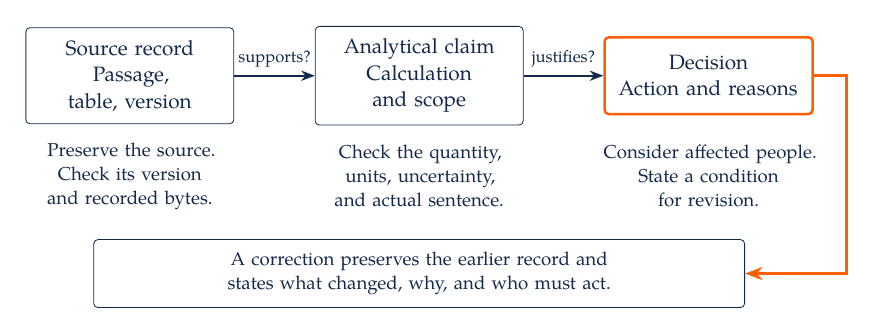 Source record
Passage,
table, version
supports?
Analytical claim
Calculation
and scope
justifies?
Decision
Action and reasons
Preserve the source.
Check its version
and recorded bytes.
Check the quantity,
units, uncertainty,
and actual sentence.
Consider affected people.
State a condition
for revision.
A correction preserves the earlier record and
states what changed, why, and who must act.